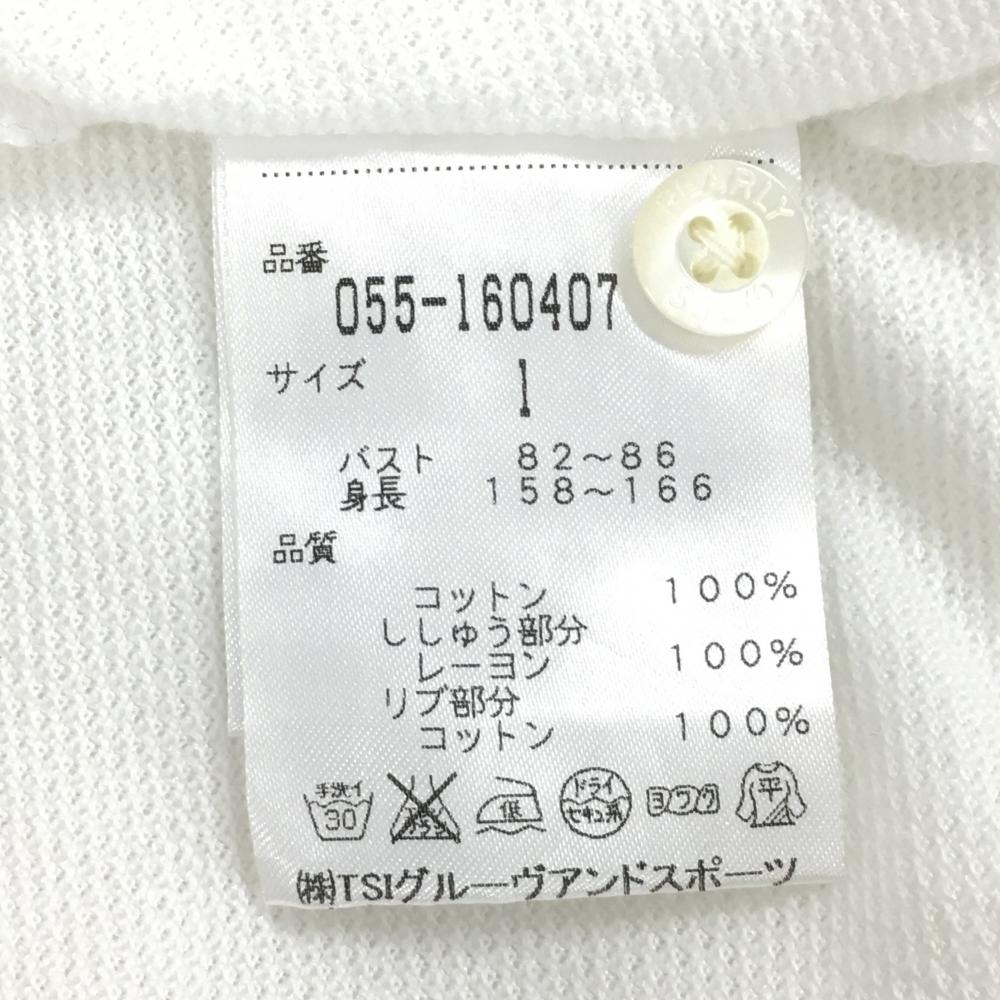 品番
055-160407
サイズ 1
バスト 82～86
身長 158～166
品質
コットン 100%
ししゅう部分
レーヨン 100%
リブ部分
コットン 100%
手洗イ 30
低
ドライ セキユ系
ヨワク
平
㈱TSIグルーヴアンドスポーツ